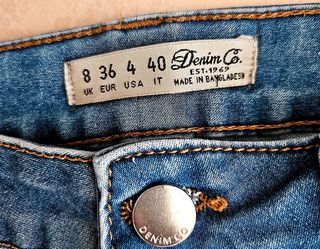 8 36 4 40
UK EUR USA IT
Denim Co.
EST. 1969
MADE IN BANGLADESH
DENIM CO